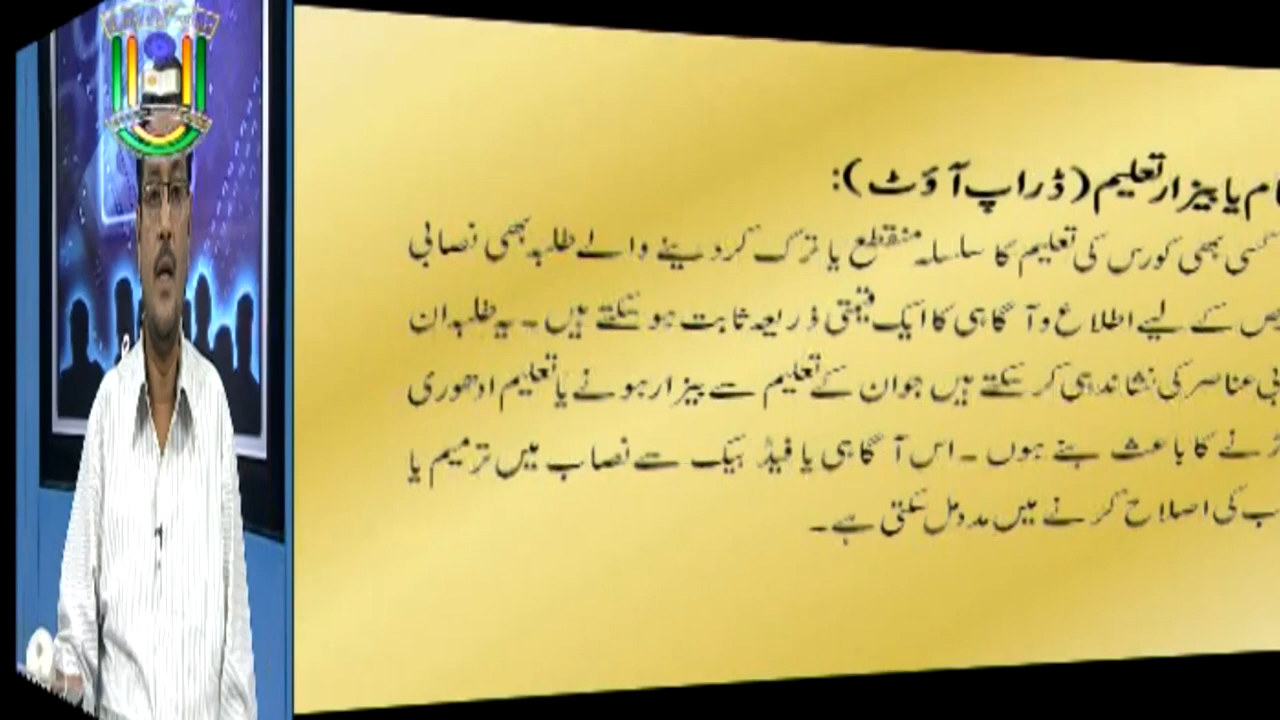 یا بیزار تعلیم (ڈراپ آؤٹ):
کسی بھی کورس کی تعلیم کا سلسلہ منقطع یا ترک کر دینے والے طلبہ بھی نصابی
کے لیے اطلاع و آگاہی کا ایک قیمتی ذریعہ ثابت ہو سکتے ہیں۔ یہ طلبہ ان
عناصر کی نشاندہی کر سکتے ہیں جو ان کے تعلیم سے بیزار ہونے یا تعلیم ادھوری
کا باعث بنے ہوں۔ اس آگاہی یا فیڈ بیک سے نصاب میں ترمیم یا
کی اصلاح کرنے میں مدد مل سکتی ہے۔